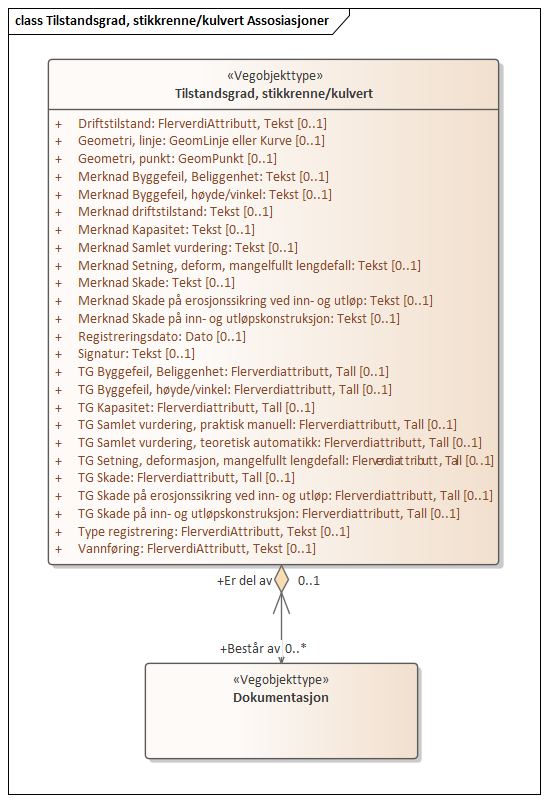 class Tilstandsgrad, stikkrenne/kulvert Assosiasjoner
«Vegobjekttype»
Tilstandsgrad, stikkrenne/kulvert
+ Driftstilstand: FlerverdiAttributt, Tekst [0..1]
+ Geometri, linje: GeomLinje eller Kurve [0..1]
+ Geometri, punkt: GeomPunkt [0..1]
+ Merknad Byggefeil, Beliggenhet: Tekst [0..1]
+ Merknad Byggefeil, høyde/vinkel: Tekst [0..1]
+ Merknad driftstilstand: Tekst [0..1]
+ Merknad Kapasitet: Tekst [0..1]
+ Merknad Samlet vurdering: Tekst [0..1]
+ Merknad Setning, deform, mangelfullt lengdefall: Tekst [0..1]
+ Merknad Skade: Tekst [0..1]
+ Merknad Skade på erosjonssikring ved inn- og utløp: Tekst [0..1]
+ Merknad Skade på inn- og utløpskonstruksjon: Tekst [0..1]
+ Registreringsdato: Dato [0..1]
+ Signatur: Tekst [0..1]
+ TG Byggefeil, Beliggenhet: Flerverdiattributt, Tall [0..1]
+ TG Byggefeil, høyde/vinkel: Flerverdiattributt, Tall [0..1]
+ TG Kapasitet: Flerverdiattributt, Tall [0..1]
+ TG Samlet vurdering, praktisk manuell: Flerverdiattributt, Tall [0..1]
+ TG Samlet vurdering, teoretisk automatikk: Flerverdiattributt, Tall [0..1]
+ TG Setning, deformasjon, mangelfullt lengdefall: Flerverdiattributt, Tall [0..1]
+ TG Skade: Flerverdiattributt, Tall [0..1]
+ TG Skade på erosjonssikring ved inn- og utløp: Flerverdiattributt, Tall [0..1]
+ TG Skade på inn- og utløpskonstruksjon: Flerverdiattributt, Tall [0..1]
+ Type registrering: FlerverdiAttributt, Tekst [0..1]
+ Vannføring: FlerverdiAttributt, Tekst [0..1]
+Er del av 0..1
+Består av 0..*
«Vegobjekttype»
Dokumentasjon